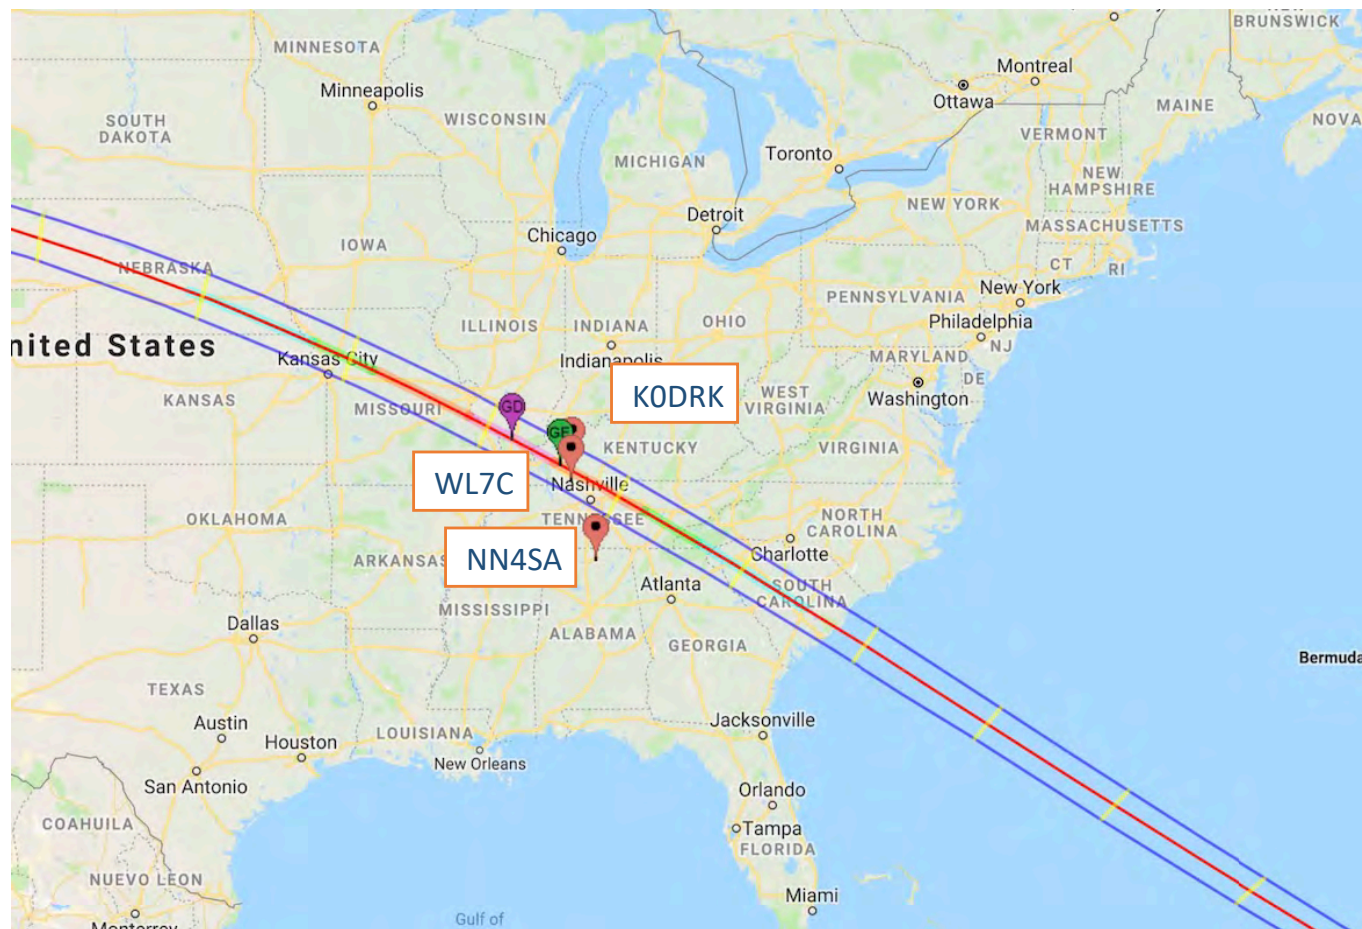 NEW
BRUNSWICK
MINNESOTA
Montreal
Minneapolis
Ottawa
MAINE
SOUTH
DAKOTA
WISCONSIN
NOVA
VERMONT
MICHIGAN
Toronto
NEW
HAMPSHIRE
NEW YORK
Detroit
MASSACHUSETTS
Chicago
IOWA
CT
RI
NEBRASKA
PENNSYLVANIA
New York
ILLINOIS
INDIANA
OHIO
Philadelphia
nited States
NJ
Kansas City
Indianapolis
MARYLAND
DE
K0DRK
WEST
VIRGINIA
Washington
KANSAS
MISSOURI
GD
GE
KENTUCKY
VIRGINIA
WL7C
Nashville
OKLAHOMA
TENNESSEE
NORTH
CAROLINA
NN4SA
ARKANSAS
Charlotte
Atlanta
SOUTH
CAROLINA
MISSISSIPPI
Dallas
ALABAMA
GEORGIA
Bermuda
TEXAS
Austin
Jacksonville
LOUISIANA
Houston
New Orleans
San Antonio
Orlando
COAHUILA
Tampa
FLORIDA
NUEVO LEON
Miami
Gulf of
Monterrey